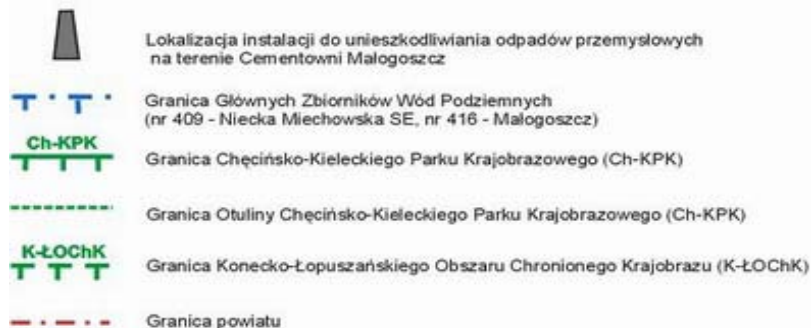 Lokalizacja instalacji do unieszkodliwiania odpadów przemysłowych
na terenie Cementowni Małogoszcz
Granica Głównych Zbiorników Wód Podziemnych
(nr 409 - Niecka Miechowska SE, nr 416 - Małogoszcz)
Ch-KPK
Granica Chęcińsko-Kieleckiego Parku Krajobrazowego (Ch-KPK)
Granica Otuliny Chęcińsko-Kieleckiego Parku Krajobrazowego (Ch-KPK)
K-ŁOChK
Granica Konecko-Łopuszańskiego Obszaru Chronionego Krajobrazu (K-ŁOChK)
Granica powiatu